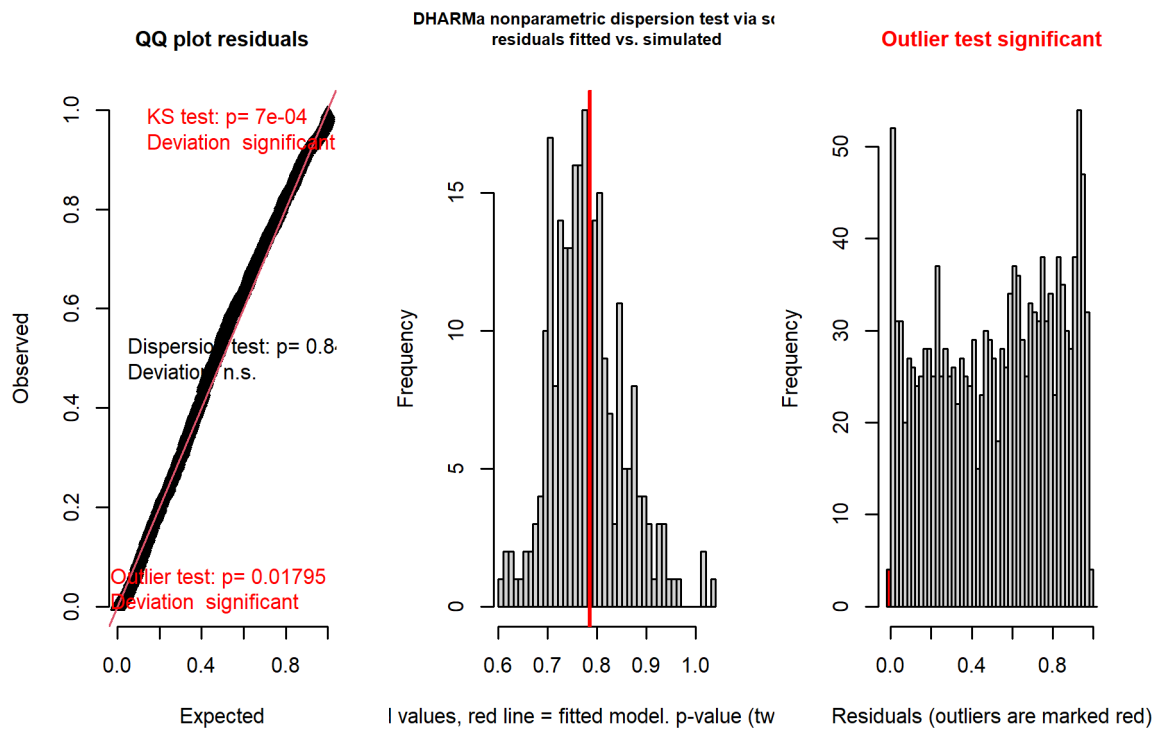 QQ plot residuals
KS test: p= 7e-04
Deviation  significant
Dispersion test: p= 0.84
Deviation n.s.
Outlier test: p= 0.01795
Deviation  significant
Observed
0.0 0.2 0.4 0.6 0.8 1.0
0.0 0.4 0.8
Expected
DHARMa nonparametric dispersion test via sd
residuals fitted vs. simulated
Frequency
0 5 10 15
0.6 0.7 0.8 0.9 1.0
l values, red line = fitted model. p-value (tw
Outlier test significant
Frequency
0 10 20 30 40 50
0.0 0.4 0.8
Residuals (outliers are marked red)